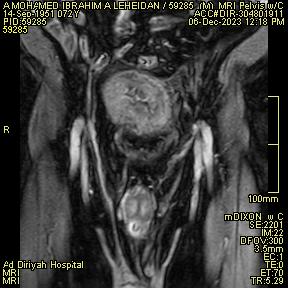 A MOHAMED IBRAHIM A LEHEIDAN / 59285 (M) MRI Pelvis w/C
14-Sep-1951 072Y ACC#DIR-304801911
PID:59285 06-Dec-2023 12:18 PM
59285
R
100mm
mDIXON_w C
SE:2201
IM:22
DFOV:300
3.5mm
Ad Diriyah Hospital EC:1
MRI TE:0
MRI ET:70
TR:5.29